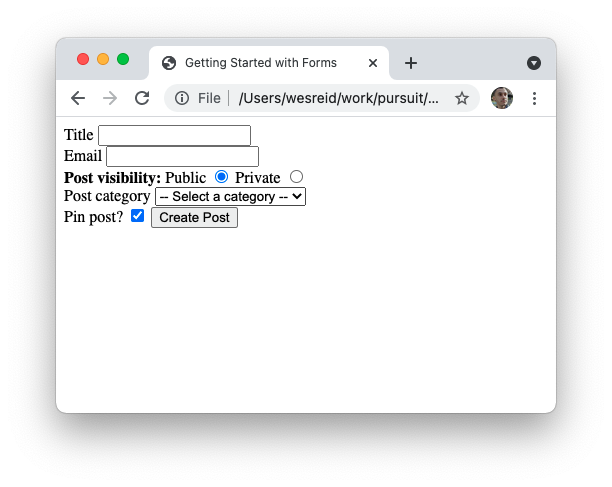 Getting Started with Forms
File /Users/wesreid/work/pursuit/...
Title
Email
Post visibility: Public Private
Post category -- Select a category --
Pin post? Create Post